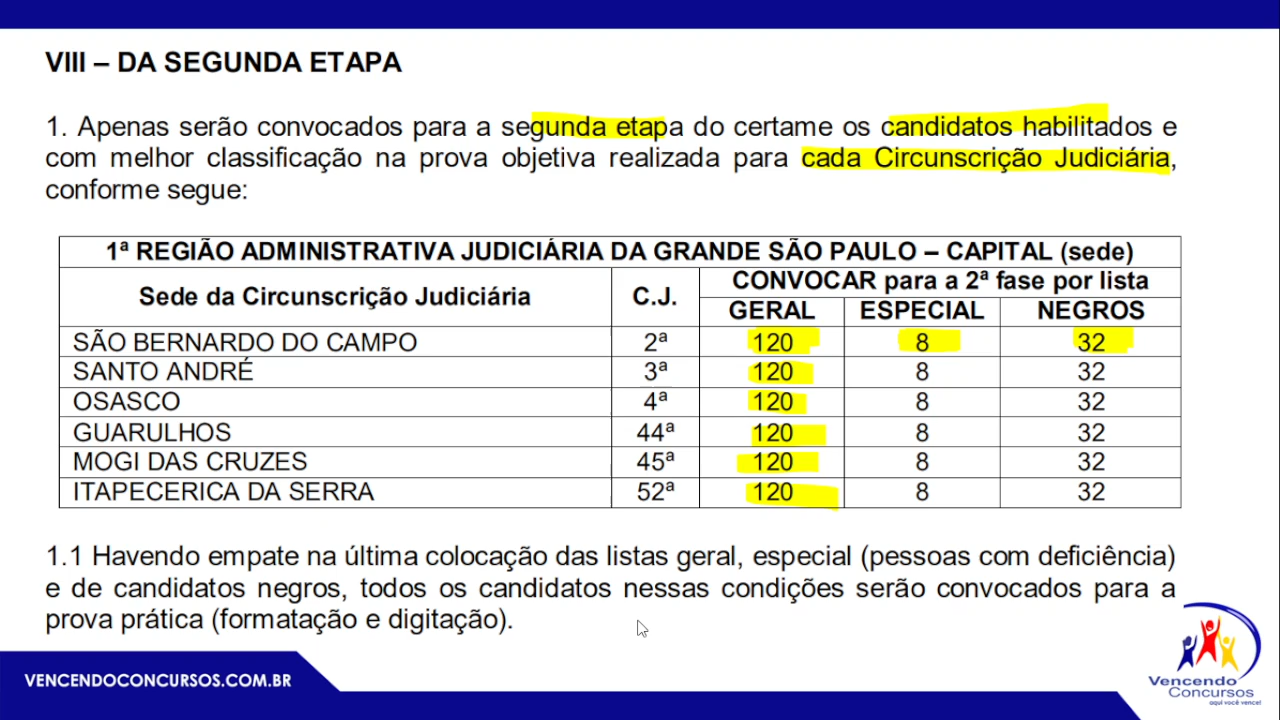 VIII – DA SEGUNDA ETAPA
1. Apenas serão convocados para a segunda etapa do certame os candidatos habilitados e
com melhor classificação na prova objetiva realizada para cada Circunscrição Judiciária,
conforme segue:
1ª REGIÃO ADMINISTRATIVA JUDICIÁRIA DA GRANDE SÃO PAULO – CAPITAL (sede)
Sede da Circunscrição Judiciária C.J. CONVOCAR para a 2ª fase por lista
GERAL ESPECIAL NEGROS
SÃO BERNARDO DO CAMPO 2ª 120 8 32
SANTO ANDRÉ 3ª 120 8 32
OSASCO 4ª 120 8 32
GUARULHOS 44ª 120 8 32
MOGI DAS CRUZES 45ª 120 8 32
ITAPECERICA DA SERRA 52ª 120 8 32
1.1 Havendo empate na última colocação das listas geral, especial (pessoas com deficiência)
e de candidatos negros, todos os candidatos nessas condições serão convocados para a
prova prática (formatação e digitação).
VENCENDOCONCURSOS.COM.BR
Vencendo
Concursos
aqui você vence!